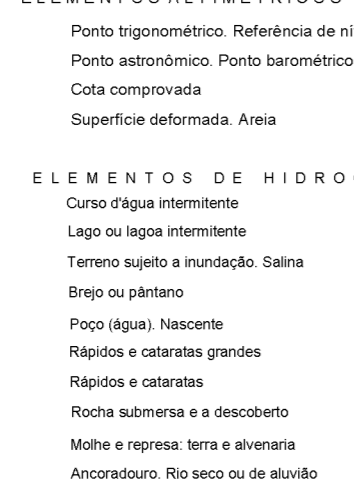 Ponto trigonométrico. Referência de
Ponto astronômico. Ponto barométrico
Cota comprovada
Superfície deformada. Areia
ELEMENTOS DE
Curso d'água intermitente
Lago ou lagoa intermitente
Terreno sujeito a inundação. Salina
Brejo ou pântano
Poço (água). Nascente
Rápidos e cataratas grandes
Rápidos e cataratas
Rocha submersa e a descoberto
Molhe e represa: terra e alvenaria
Ancoradouro. Rio seco ou de aluvião